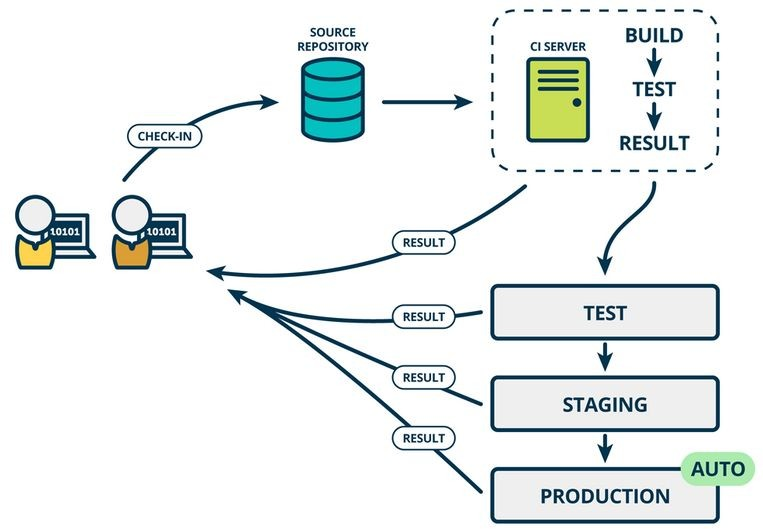 SOURCE
REPOSITORY
CI SERVER
BUILD
TEST
RESULT
CHECK-IN
10101
10101
RESULT
RESULT
TEST
RESULT
STAGING
RESULT
AUTO
PRODUCTION